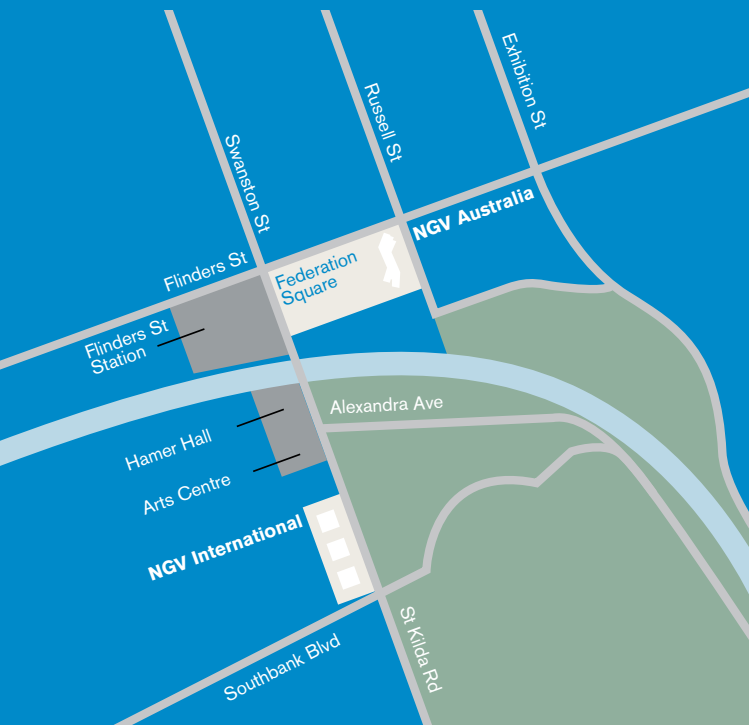 Exhibition St
Russell St
Swanston St
NGV Australia
Flinders St
Federation
Square
Flinders St
Station
Alexandra Ave
Hamer Hall
Arts Centre
NGV International
St Kilda Rd
Southbank Blvd